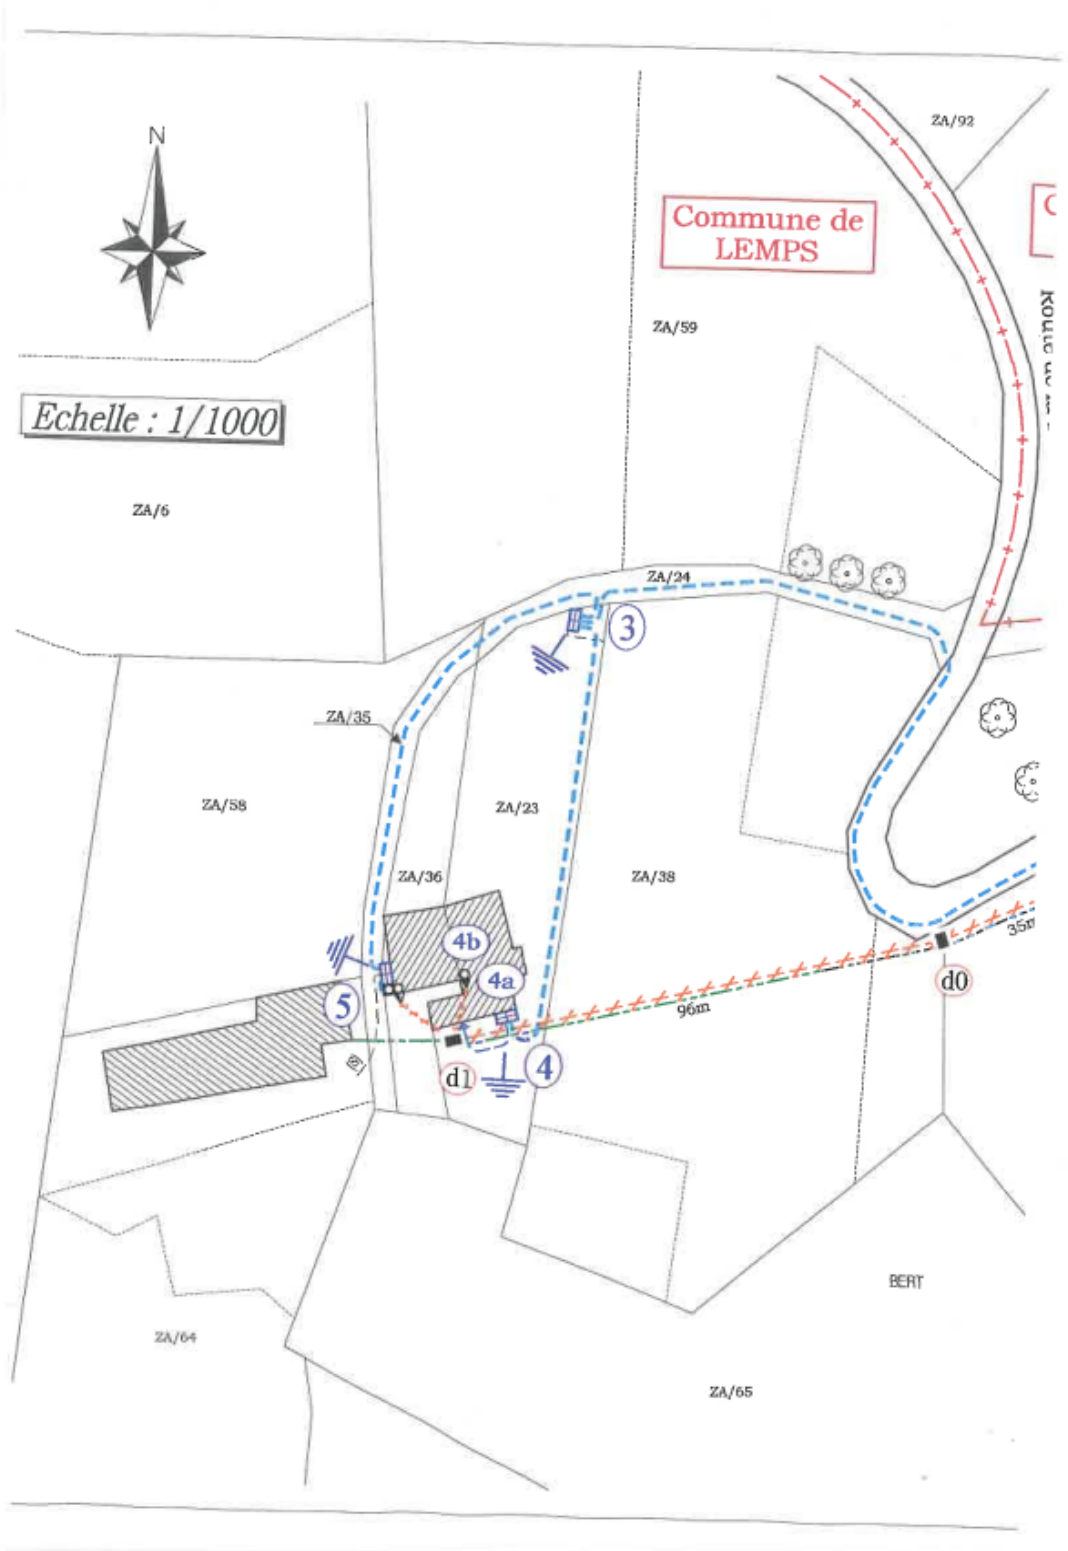 N
ZA/92
Commune de
LEMPS
C
ZA/59
Echelle : 1/1000
ZA/6
ZA/24
3
ZA/35
ZA/58
ZA/23
ZA/36
ZA/38
4b
4a
5
35m
d0
96m
d1
4
BERT
ZA/64
ZA/65